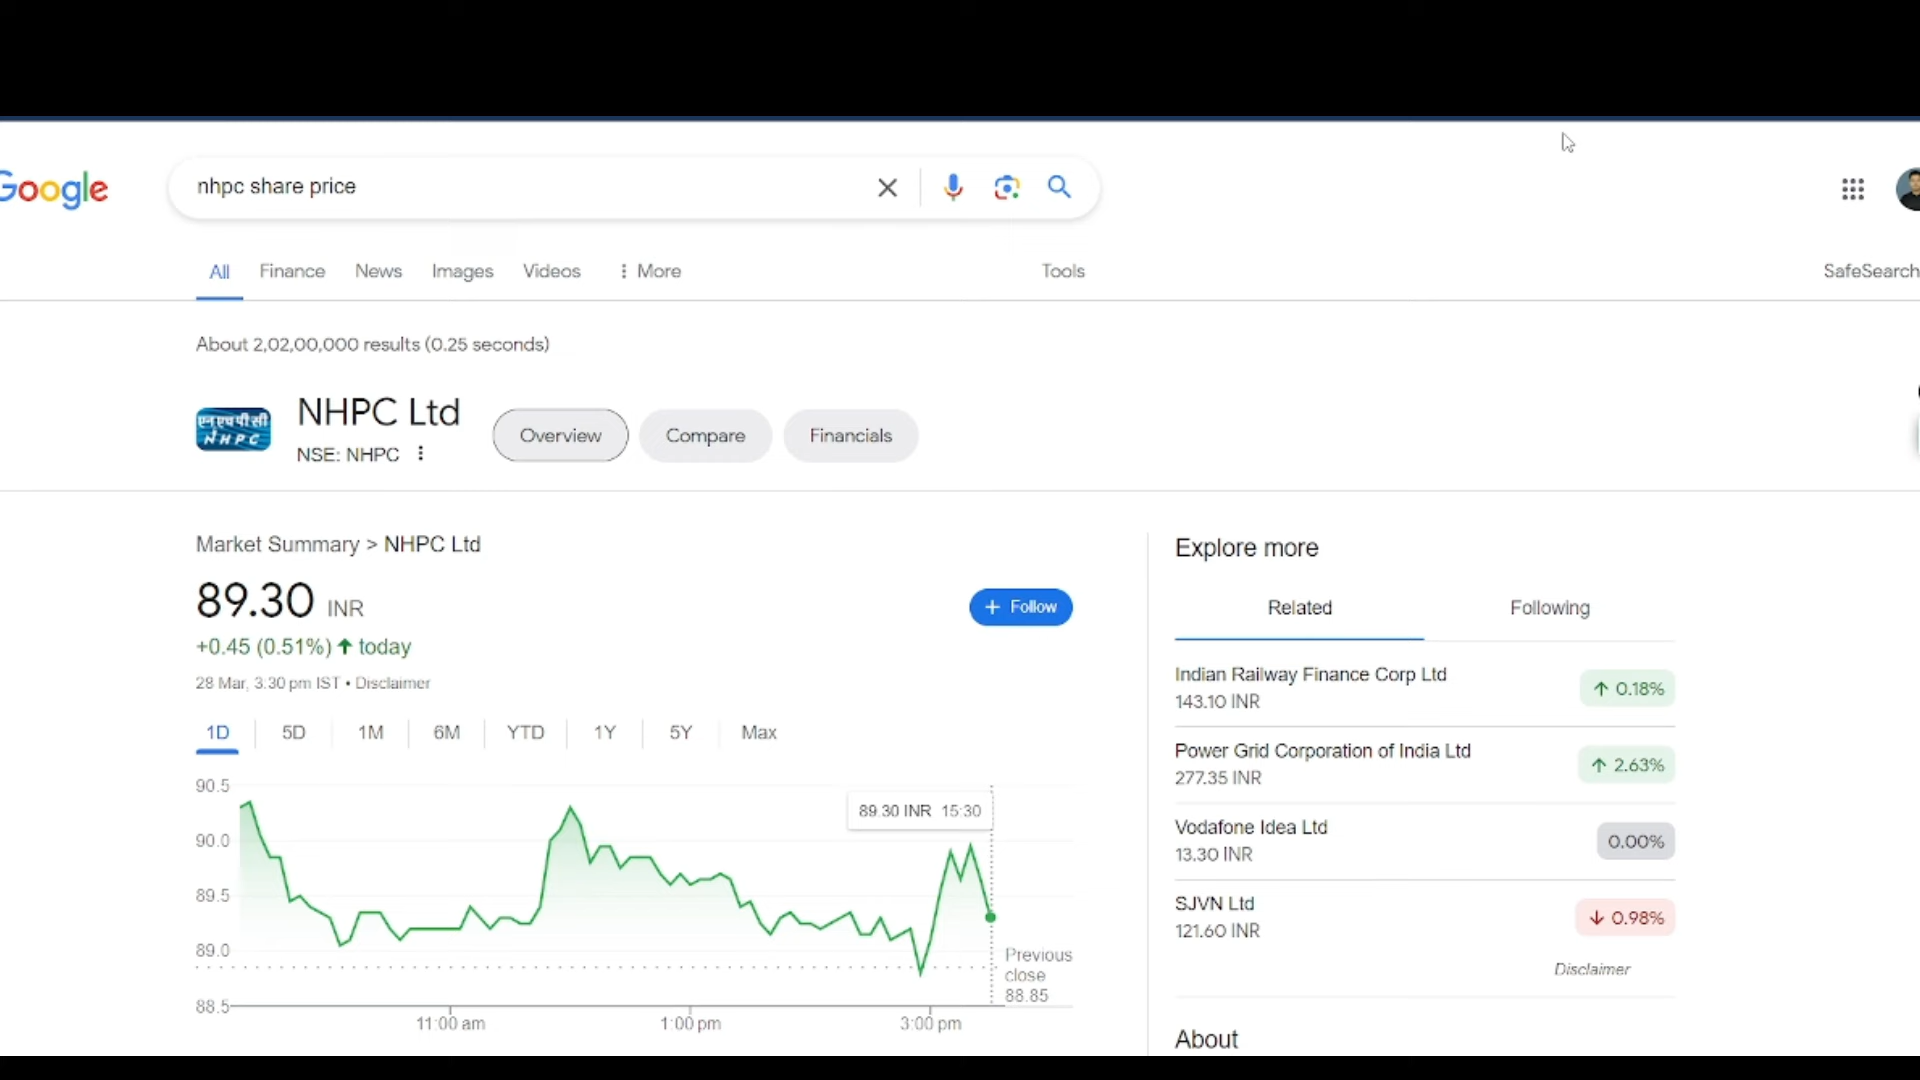 Google
nhpc share price
All Finance News Images Videos More Tools SafeSearch
About 2,02,00,000 results (0.25 seconds)
एनएचपीसी
NHPC
NHPC Ltd
NSE: NHPC
Overview Compare Financials
Market Summary > NHPC Ltd
89.30 INR
+ Follow
+0.45 (0.51%) ↑ today
28 Mar, 3.30 pm IST • Disclaimer
1D 5D 1M 6M YTD 1Y 5Y Max
90.5
90.0
89.5
89.0
88.5
89.30 INR 15:30
Previous
close
88.85
11:00 am 1:00 pm 3:00 pm
Explore more
Related Following
Indian Railway Finance Corp Ltd
143.10 INR
↑ 0.18%
Power Grid Corporation of India Ltd
277.35 INR
↑ 2.63%
Vodafone Idea Ltd
13.30 INR
0.00%
SJVN Ltd
121.60 INR
↓ 0.98%
Disclaimer
About